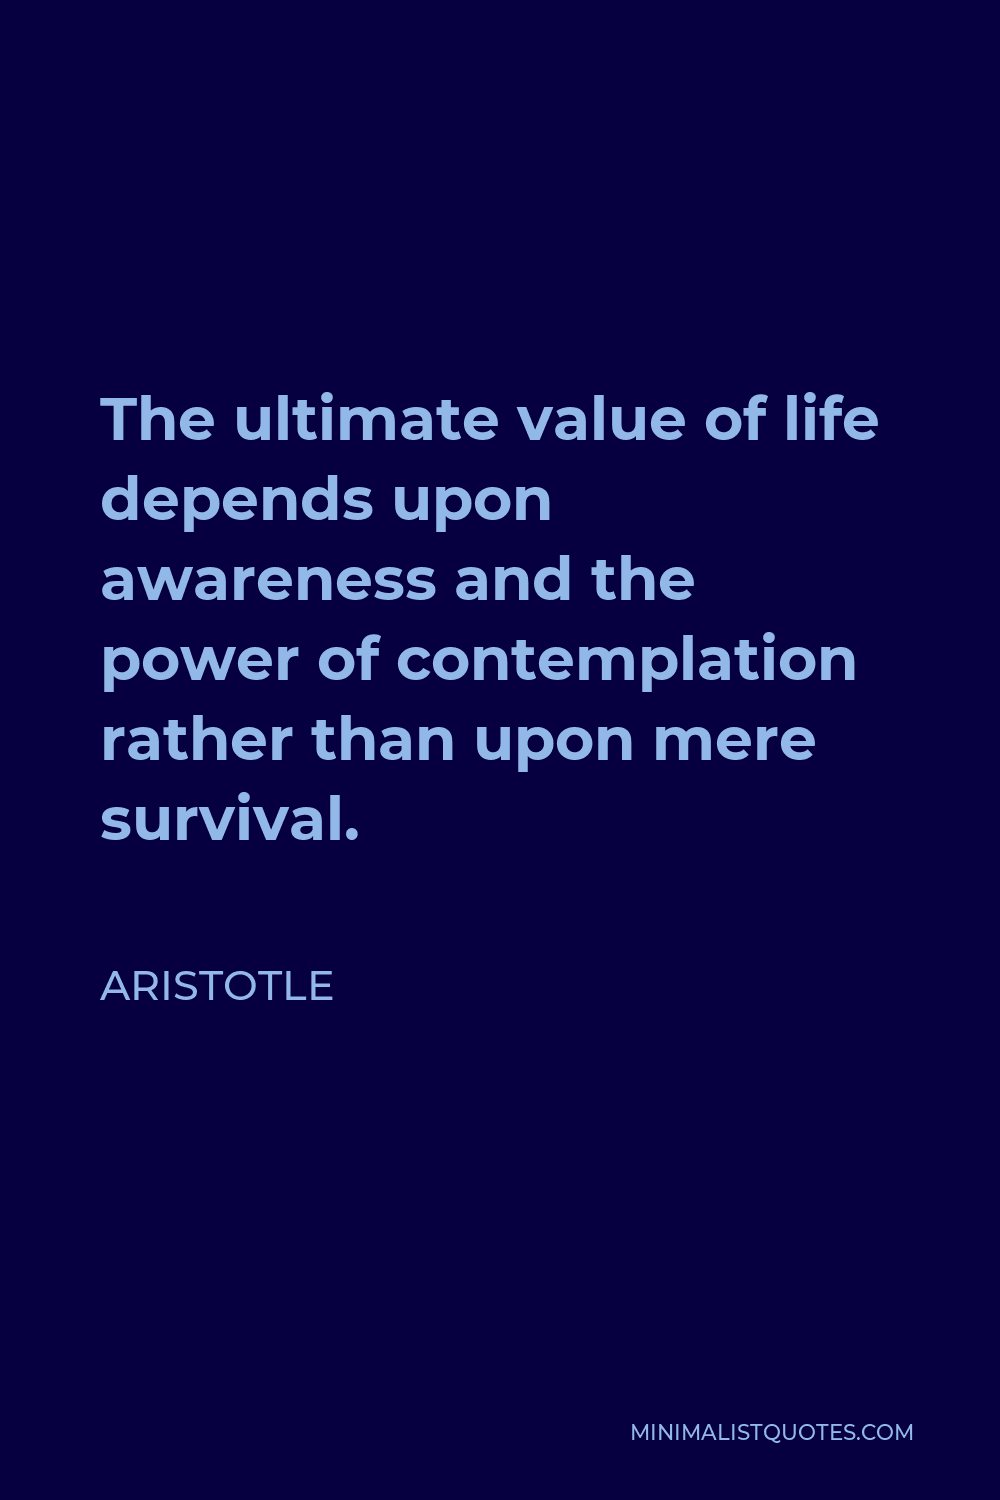 The ultimate value of life
depends upon
awareness and the
power of contemplation
rather than upon mere
survival.
ARISTOTLE
MINIMALISTQUOTES.COM